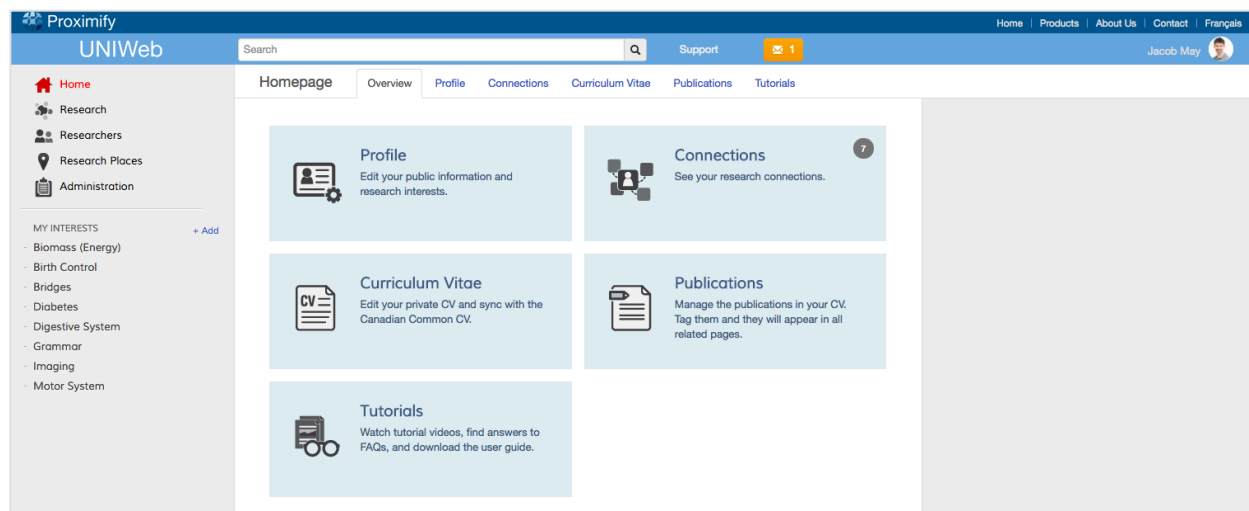 Proximify
Home | Products | About Us | Contact | Français
UNIWeb
Search
Support
1
Jacob May
Home
Research
Researchers
Research Places
Administration
MY INTERESTS
+ Add
- Biomass (Energy)
- Birth Control
- Bridges
- Diabetes
- Digestive System
- Grammar
- Imaging
- Motor System
Homepage
Overview
Profile
Connections
Curriculum Vitae
Publications
Tutorials
Profile
Edit your public information and
research interests.
Connections
7
See your research connections.
CV
Curriculum Vitae
Edit your private CV and sync with the
Canadian Common CV.
Publications
Manage the publications in your CV.
Tag them and they will appear in all
related pages.
Tutorials
Watch tutorial videos, find answers to
FAQs, and download the user guide.